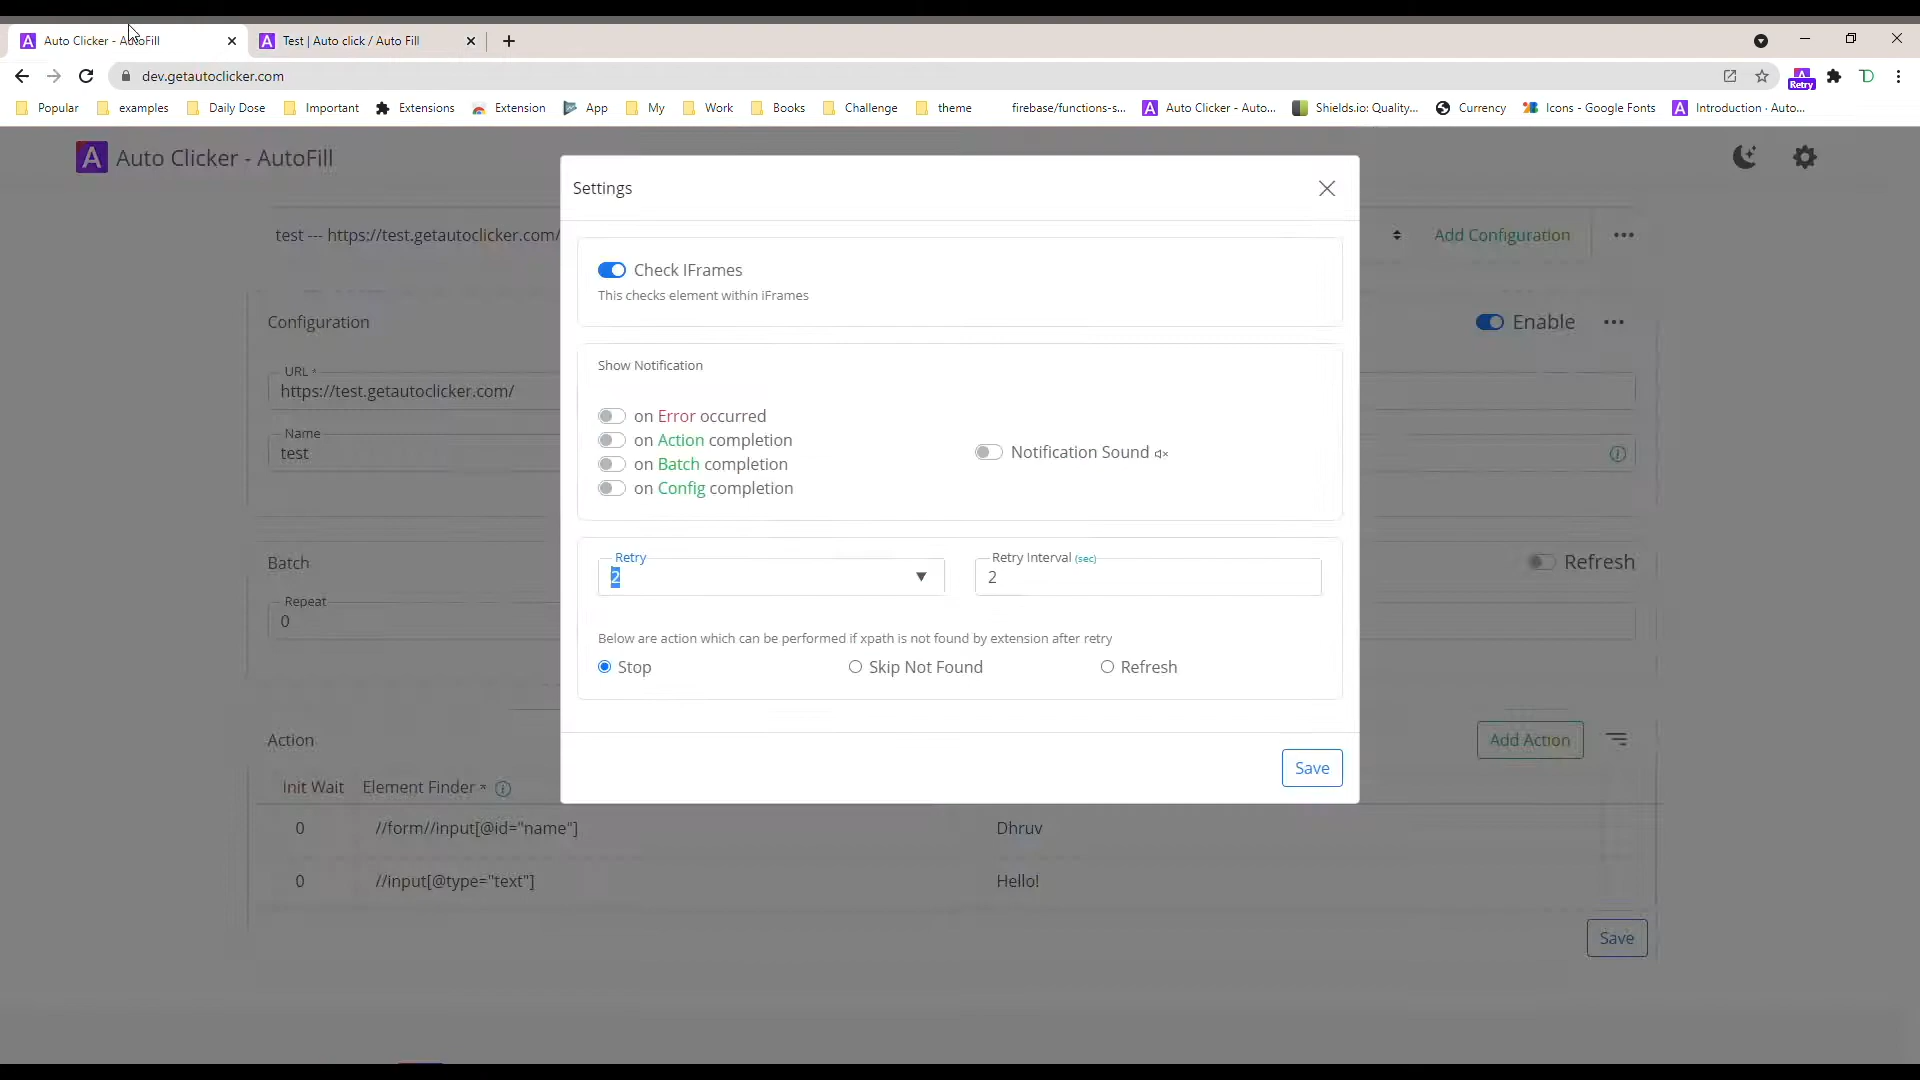 Auto Clicker - AutoFill
Test | Auto click / Auto Fill
dev.getautoclicker.com
Retry
Popular
examples
Daily Dose
Important
Extensions
Extension
App
My
Work
Books
Challenge
theme
firebase/functions-s...
Auto Clicker - Auto...
Shields.io: Quality...
Currency
Icons - Google Fonts
Introduction · Auto...
A Auto Clicker - AutoFill
Settings
test --- https://test.getautoclicker.com/
Add Configuration
Check IFrames
This checks element within iFrames
Configuration
Enable
URL *
https://test.getautoclicker.com/
Name
test
Show Notification
on Error occurred
on Action completion
on Batch completion
on Config completion
Notification Sound
Batch
Refresh
Repeat
0
Retry
2
Retry Interval (sec)
2
Below are action which can be performed if xpath is not found by extension after retry
Stop
Skip Not Found
Refresh
Save
Action
Add Action
Init Wait
Element Finder *
0
//form//input[@id="name"]
Dhruv
0
//input[@type="text"]
Hello!
Save